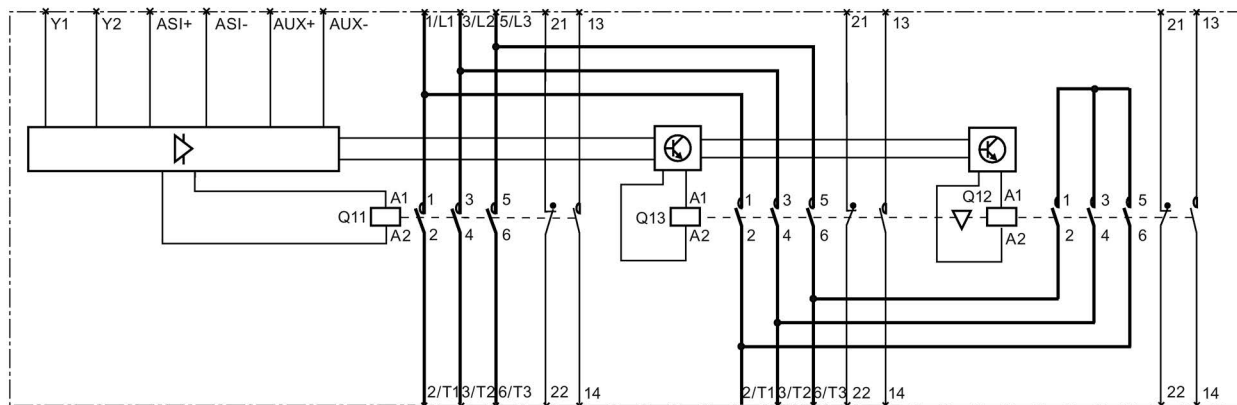 Y1 Y2 ASI+ ASI- AUX+ AUX- 1/L1 3/L2 5/L3 21 13 21 13 21 13
A1 1 3 5 A1 1 3 5 Q12 A1 1 3 5
Q11 Q13
A2 2 4 6 A2 2 4 6 A2 2 4 6
2/T1 3/T2 6/T3 22 14 2/T1 3/T2 6/T3 22 14 22 14